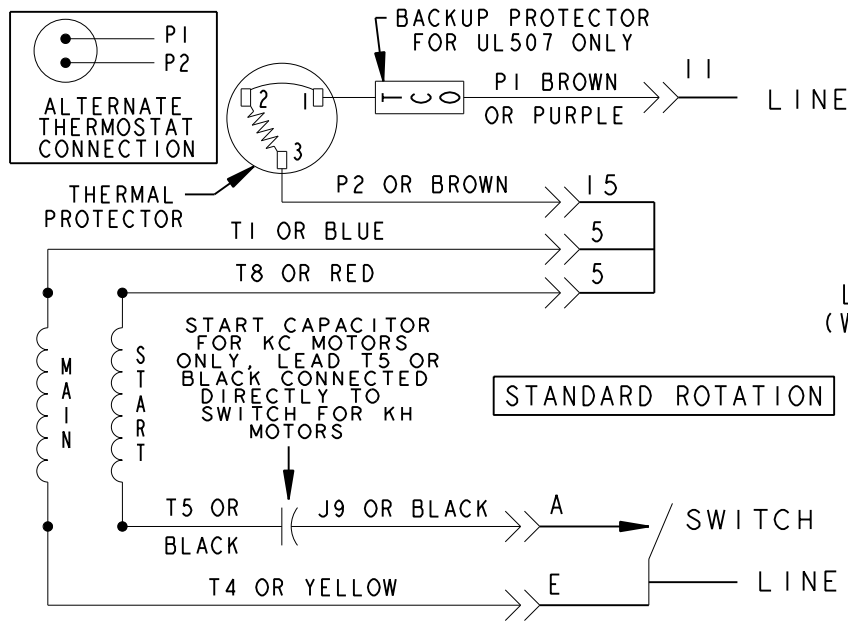 P1
P2
ALTERNATE
THERMOSTAT
CONNECTION
BACKUP PROTECTOR
FOR UL507 ONLY
2
1
3
TCO
P1 BROWN
OR PURPLE
11
LINE
THERMAL
PROTECTOR
P2 OR BROWN
15
T1 OR BLUE
5
T8 OR RED
5
L
(W
START CAPACITOR
FOR KC MOTORS
ONLY, LEAD T5 OR
BLACK CONNECTED
DIRECTLY TO
SWITCH FOR KH
MOTORS
MAIN
START
STANDARD ROTATION
T5 OR
BLACK
J9 OR BLACK
A
SWITCH
T4 OR YELLOW
E
LINE